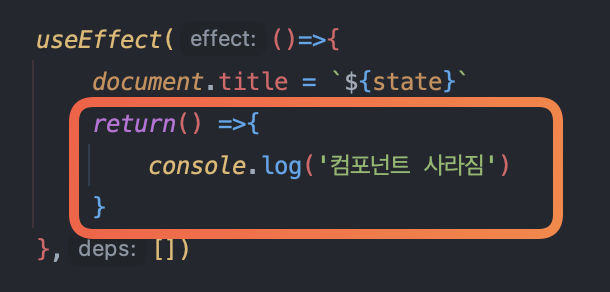 useEffect( effect: ()=>{
document.title = `${state}`
return() =>{
console.log('컴포넌트 사라짐')
}
}, deps: [])